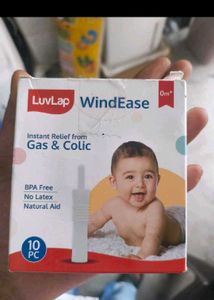 LuvLap
WindEase
0m+
Instant Relief from
Gas & Colic
BPA Free
No Latex
Natural Aid
10
PC